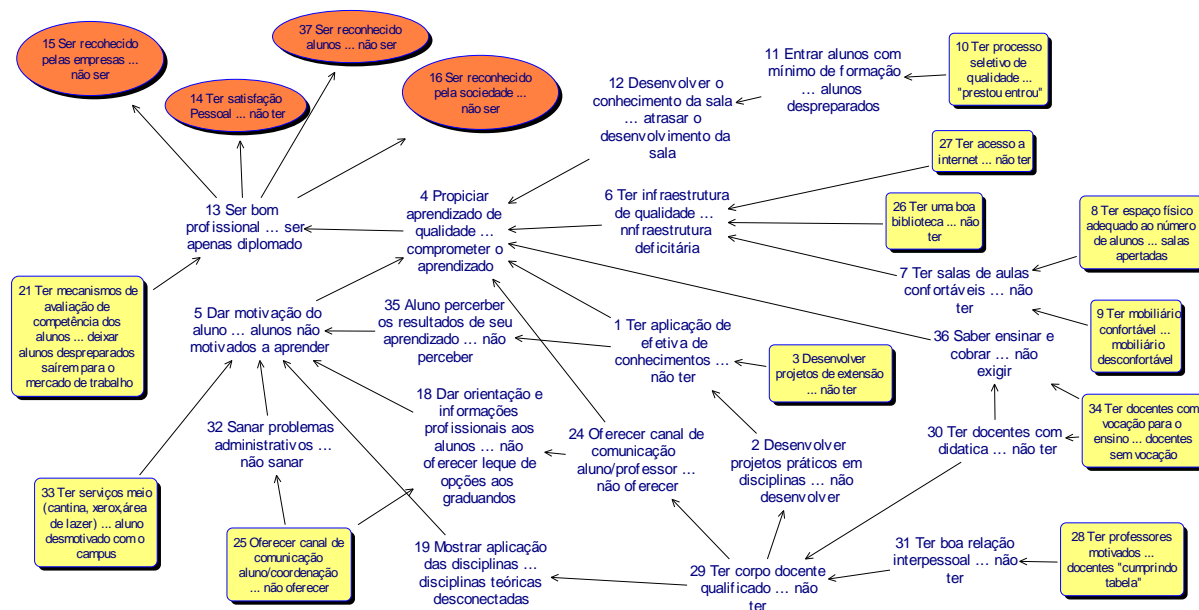 15 Ser recohecido
pelas empresas ...
não ser
37 Ser reconhecido
alunos ... não ser
14 Ter satisfação
Pessoal ... não ter
16 Ser reconhecido
pela sociedade ...
não ser
12 Desenvolver o
conhecimento da sala
... atrasar o
desenvolvimento da
sala
11 Entrar alunos com
mínimo de formação
... alunos
despreparados
10 Ter processo
seletivo de
qualidade ...
"prestou entrou"
27 Ter acesso a
internet ... não ter
26 Ter uma boa
biblioteca ... não
ter
8 Ter espaço físico
adequado ao número
de alunos ... salas
apertadas
13 Ser bom
profissional ... ser
apenas diplomado
4 Propiciar
aprendizado de
qualidade ...
comprometer o
aprendizado
6 Ter infraestrutura
de qualidade ...
nnfraestrutura
deficitária
7 Ter salas de aulas
confortáveis ... não
ter
9 Ter mobiliário
confortável ...
mobiliário
desconfortável
21 Ter mecanismos de
avaliação de
competência dos
alunos ... deixar
alunos despreparados
saírem para o
mercado de trabalho
5 Dar motivação do
aluno ... alunos não
motivados a aprender
35 Aluno percerber
os resultados de seu
aprendizado ... não
perceber
1 Ter aplicação de
efetiva de
conhecimentos ...
não ter
3 Desenvolver
projetos de extensão
... não ter
36 Saber ensinar e
cobrar ... não
exigir
34 Ter docentes com
vocação para o
ensino ... docentes
sem vocação
18 Dar orientação e
informações
profissionais aos
alunos ... não
oferecer leque de
opções aos
graduandos
32 Sanar problemas
administrativos ...
não sanar
24 Oferecer canal de
comunicação
aluno/professor ...
não oferecer
2 Desenvolver
projetos práticos em
disciplinas ... não
desenvolver
30 Ter docentes com
didatica ... não ter
33 Ter serviços meio
(cantina, xerox,área
de lazer) ... aluno
desmotivado com o
campus
25 Oferecer canal de
comunicação
aluno/coordenação
... não oferecer
19 Mostrar aplicação
das disciplinas ...
disciplinas teóricas
desconectadas
29 Ter corpo docente
qualificado ... não
ter
31 Ter boa relação
interpessoal ... não
ter
28 Ter professores
motivados ...
docentes "cumprindo
tabela"